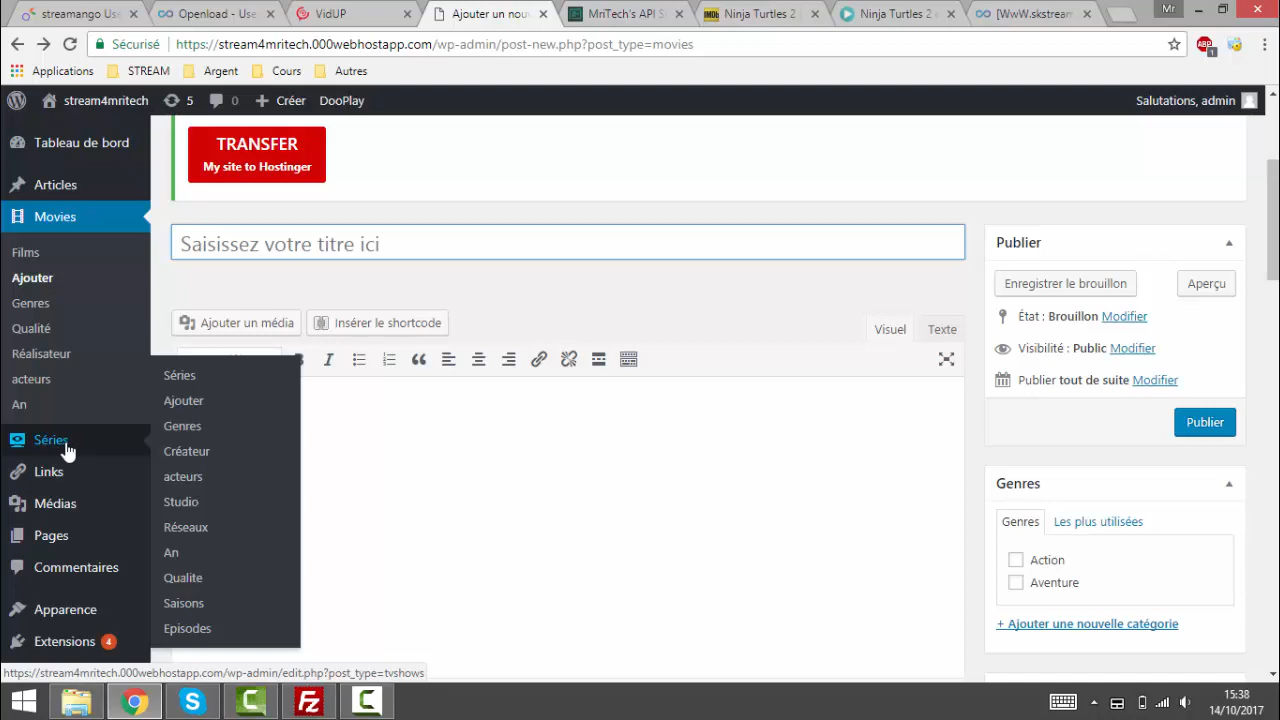 streamango Use
Openload - Use
VidUP
Ajouter un nou
MriTech's API S
Ninja Turtles 2
Ninja Turtles 2
[WwW.skstream
Mr
Sécurisé
https://stream4mritech.000webhostapp.com/wp-admin/post-new.php?post_type=movies
ABP
1
Applications
STREAM
Argent
Cours
Autres
stream4mritech
5
0
Créer
DooPlay
Salutations, admin
Tableau de bord
Articles
Movies
Films
Ajouter
Genres
Qualité
Réalisateur
acteurs
An
Séries
Links
Médias
Pages
Commentaires
Apparence
Extensions 4
Séries
Ajouter
Genres
Créateur
acteurs
Studio
Réseaux
An
Qualite
Saisons
Episodes
TRANSFER
My site to Hostinger
Saisissez votre titre ici
Ajouter un média
Insérer le shortcode
Visuel
Texte
Publier
Enregistrer le brouillon
Aperçu
État : Brouillon Modifier
Visibilité : Public Modifier
Publier tout de suite Modifier
Publier
Genres
Genres
Les plus utilisées
Action
Aventure
+ Ajouter une nouvelle catégorie
https://stream4mritech.000webhostapp.com/wp-admin/edit.php?post_type=tvshows
15:38
14/10/2017